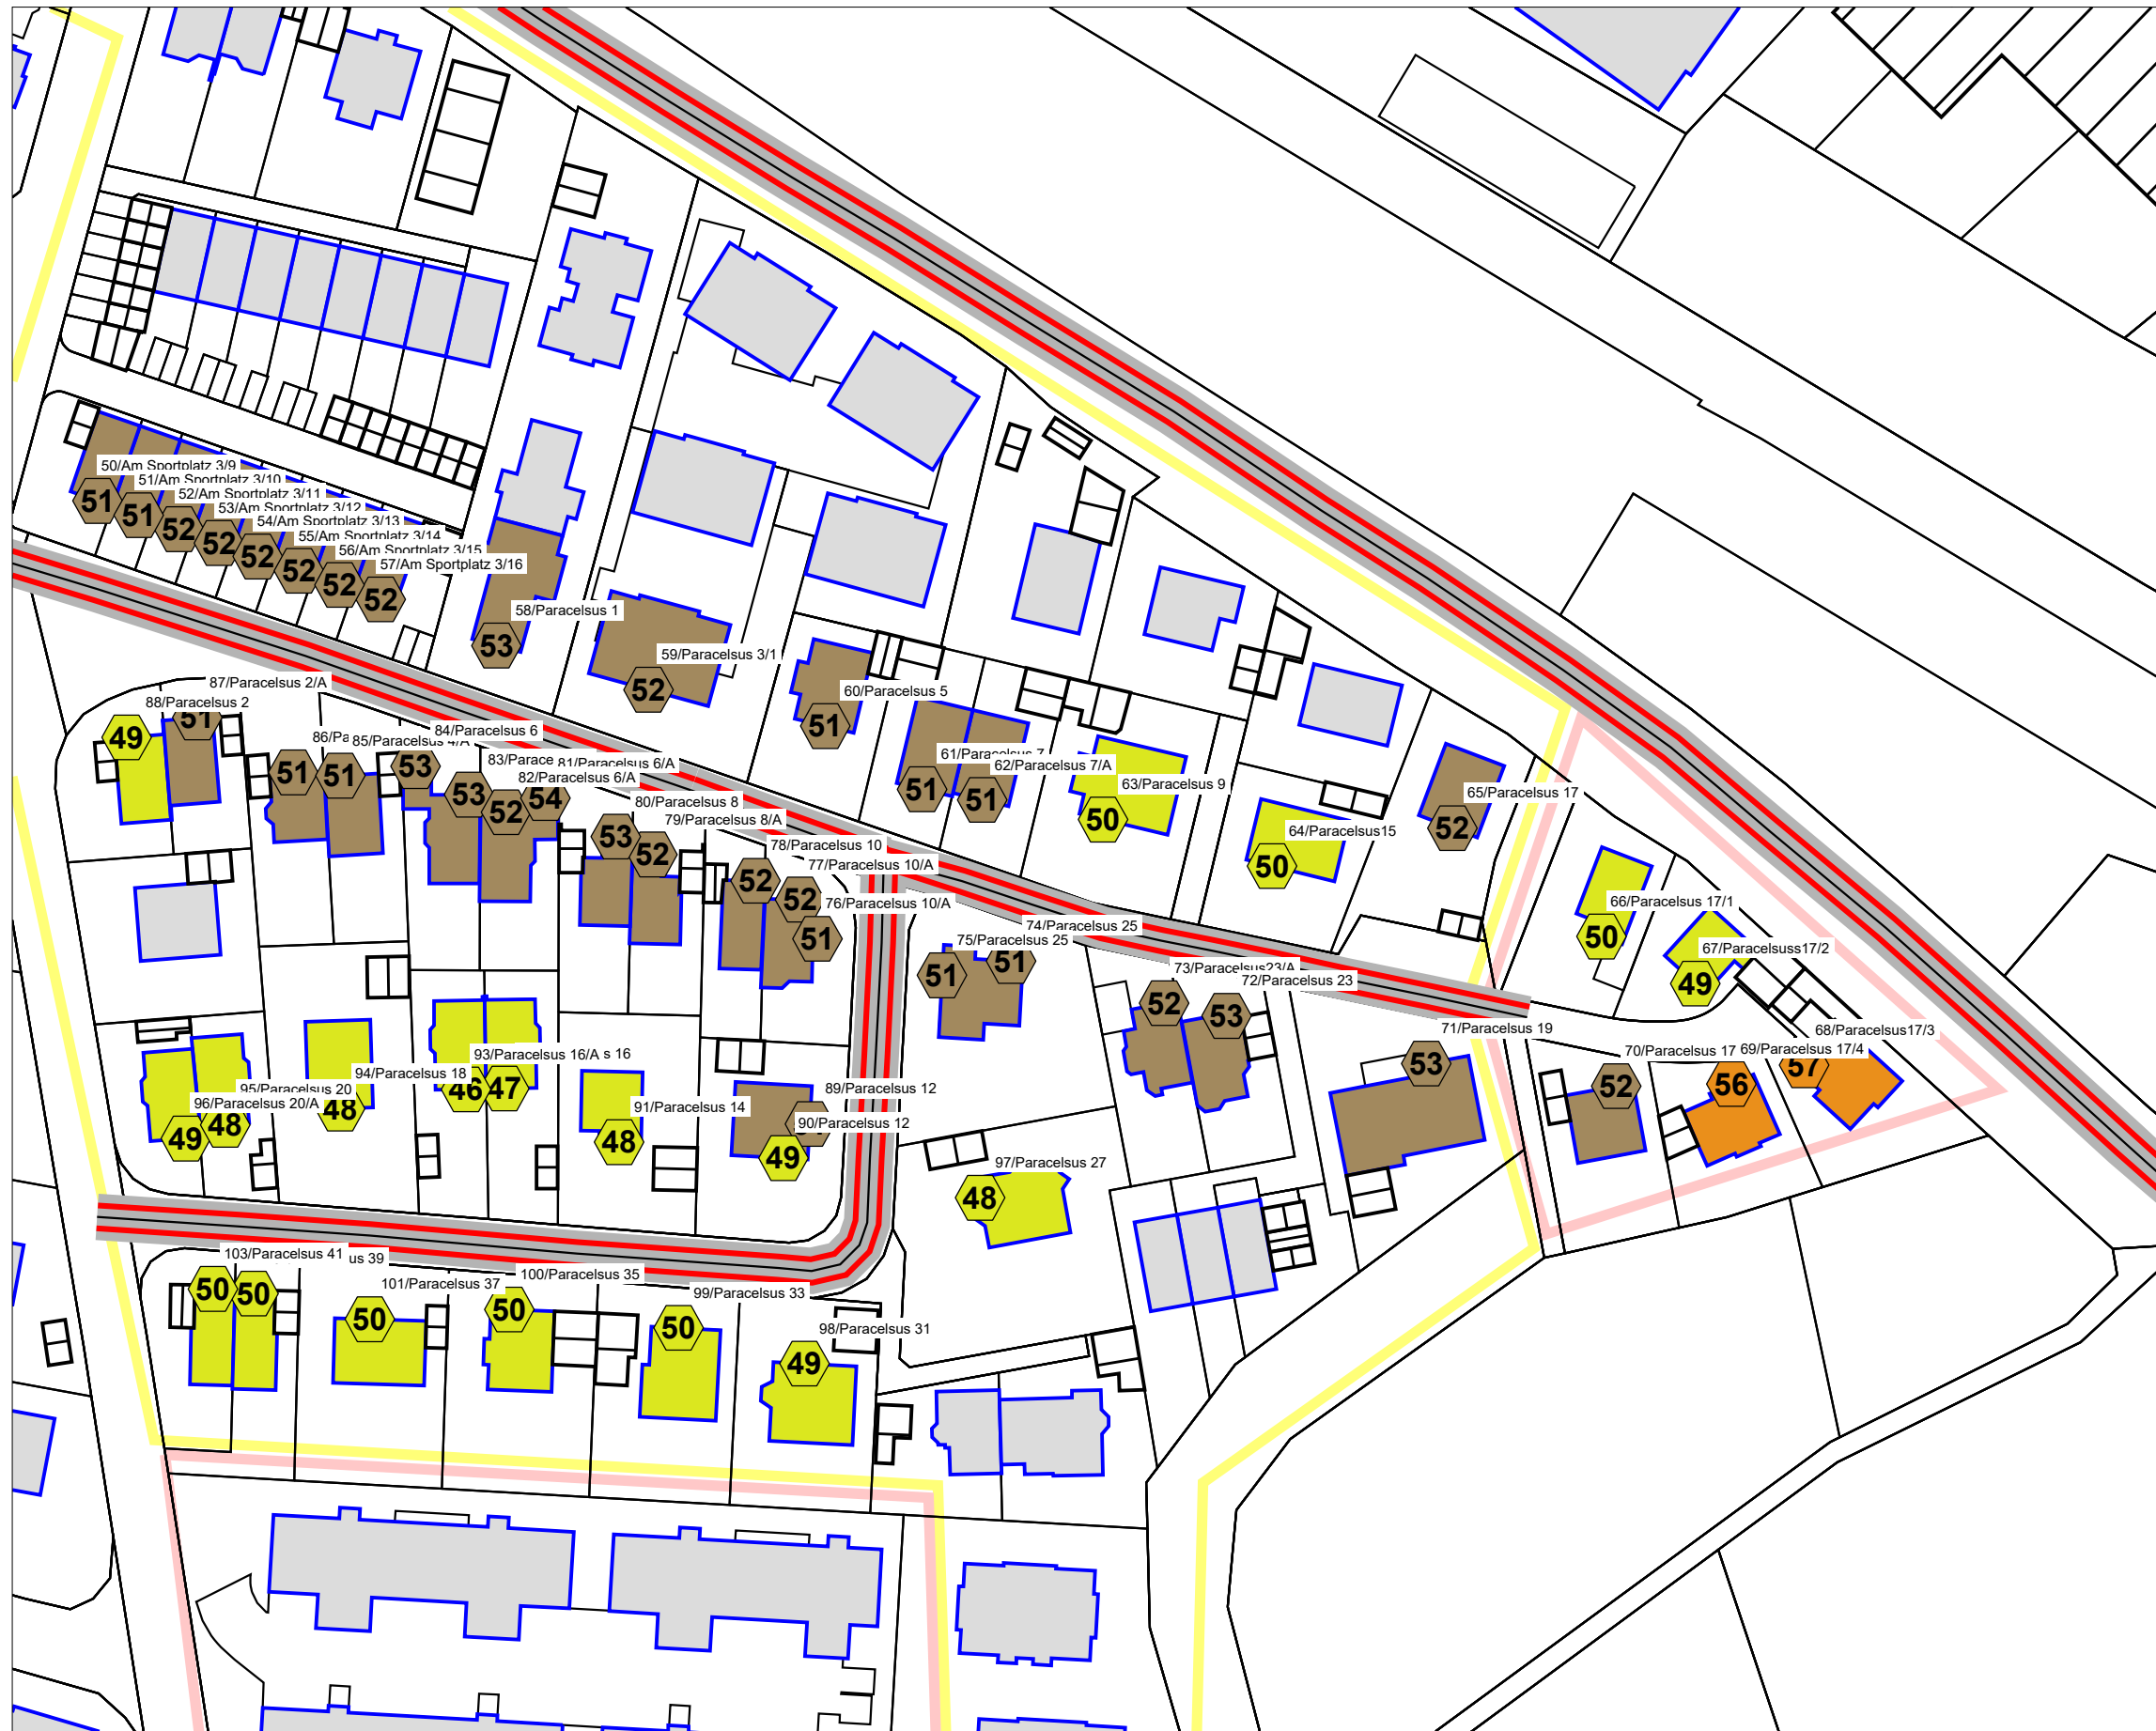 50/Am Sportplatz 3/9
51/Am Sportplatz 3/10
52/Am Sportplatz 3/11
53/Am Sportplatz 3/12
54/Am Sportplatz 3/13
55/Am Sportplatz 3/14
56/Am Sportplatz 3/15
57/Am Sportplatz 3/16
51
51
52
52
52
52
52
52
58/Paracelsus 1
53
59/Paracelsus 3/1
52
60/Paracelsus 5
51
61/Paracelsus 7
62/Paracelsus 7/A
51
51
63/Paracelsus 9
50
64/Paracelsus15
50
65/Paracelsus 17
52
66/Paracelsus 17/1
50
67/Paracelsuss17/2
49
68/Paracelsus17/3
69/Paracelsus 17/4
57
70/Paracelsus 17
56
52
71/Paracelsus 19
53
73/Paracelsus23/A
72/Paracelsus 23
52
53
74/Paracelsus 25
75/Paracelsus 25
51
51
87/Paracelsus 2/A
88/Paracelsus 2
49
51
86/Pa
85/Paracelsus 4/A
51
51
53
84/Paracelsus 6
83/Parace
81/Paracelsus 6/A
82/Paracelsus 6/A
53
52
54
80/Paracelsus 8
79/Paracelsus 8/A
53
52
78/Paracelsus 10
77/Paracelsus 10/A
76/Paracelsus 10/A
52
52
51
93/Paracelsus 16/A
s 16
46
47
94/Paracelsus 18
48
95/Paracelsus 20
96/Paracelsus 20/A
49
48
91/Paracelsus 14
48
89/Paracelsus 12
90/Paracelsus 12
49
97/Paracelsus 27
48
103/Paracelsus 41
us 39
50
50
101/Paracelsus 37
50
100/Paracelsus 35
50
99/Paracelsus 33
50
98/Paracelsus 31
49